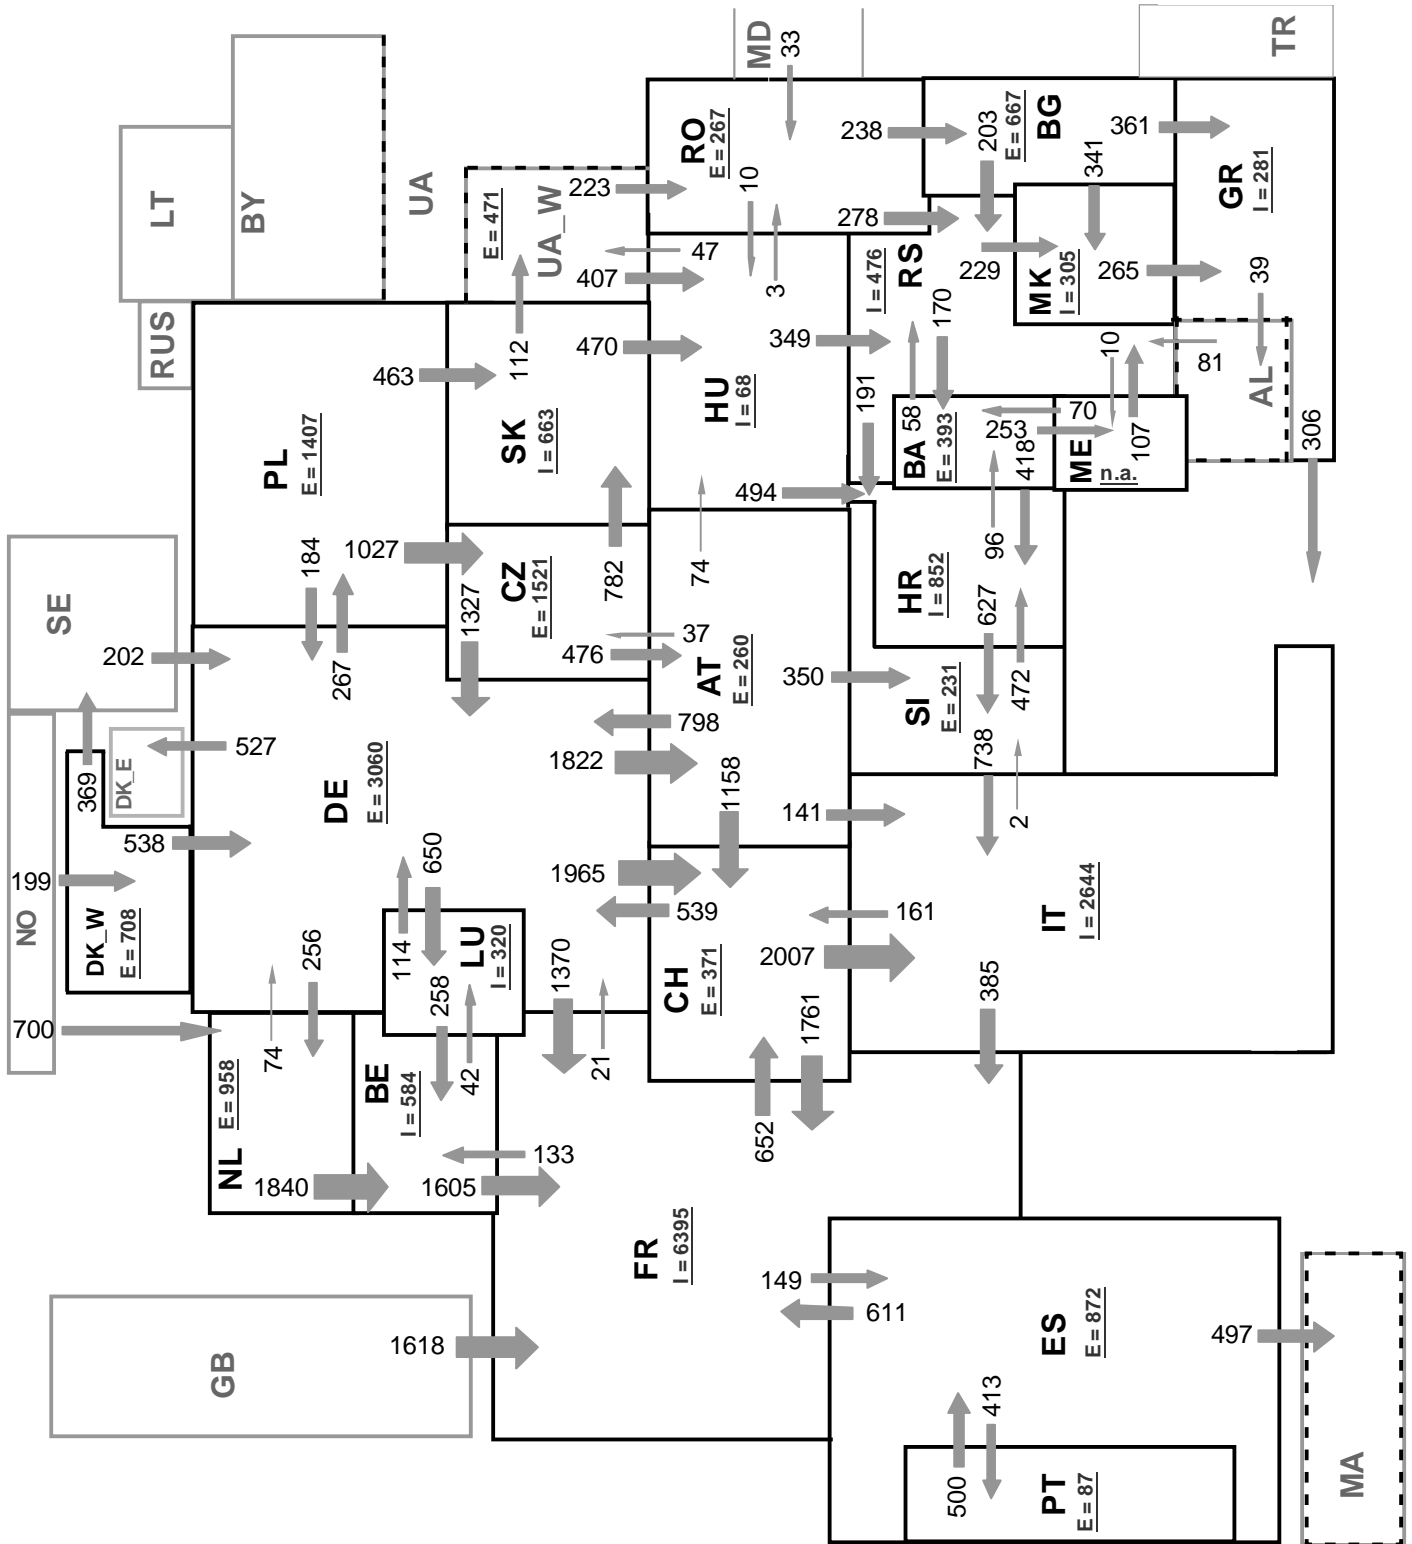 MD
33
TR
RO
E = 267
238
203
E = 667
BG
361
341
GR
I = 281
LT
BY
UA
E = 471
UA_W
223
10
278
I = 476
RS
229
MK
I = 305
265
39
47
407
3
RUS
112
470
349
170
10
81
AL
463
HU
I = 68
191
58
BA
E = 393
70
253
418
ME
n.a.
107
306
PL
E = 1407
SK
I = 663
494
SE
184
1027
CZ
E = 1521
782
74
HR
I = 852
96
627
202
267
1327
37
476
AT
E = 260
350
SI
E = 231
472
369
DK_E
527
DE
E = 3060
798
1822
1158
738
2
538
141
199
NO
DK_W
E = 708
650
1965
539
161
IT
I = 2644
256
114
LU
I = 320
258
1370
CH
E = 371
2007
385
1761
700
74
42
21
NL
E = 958
BE
I = 584
652
133
1840
1605
FR
I = 6395
149
611
ES
E = 872
497
GB
1618
413
500
PT
E = 87
MA